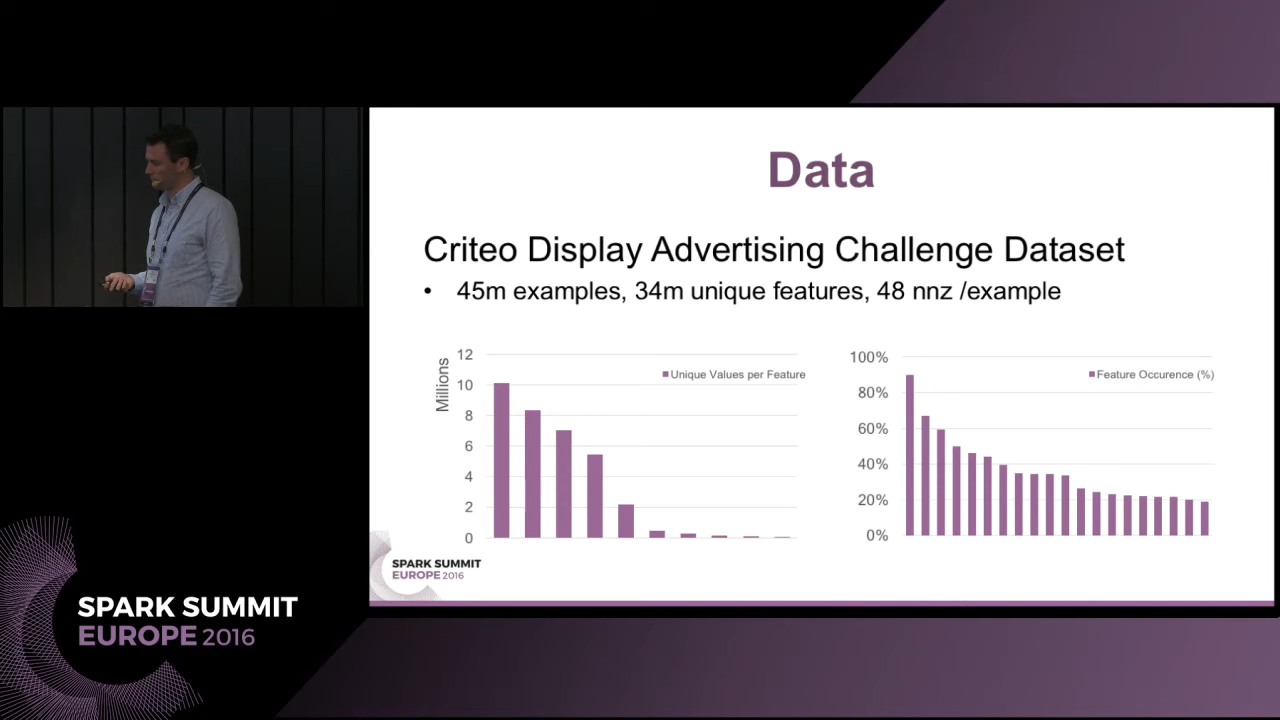 Data
Criteo Display Advertising Challenge Dataset
• 45m examples, 34m unique features, 48 nnz /example
Millions
12
10
8
6
4
2
0
Unique Values per Feature
100%
80%
60%
40%
20%
0%
Feature Occurence (%)
SPARK SUMMIT
EUROPE 2016
SPARK SUMMIT
EUROPE 2016